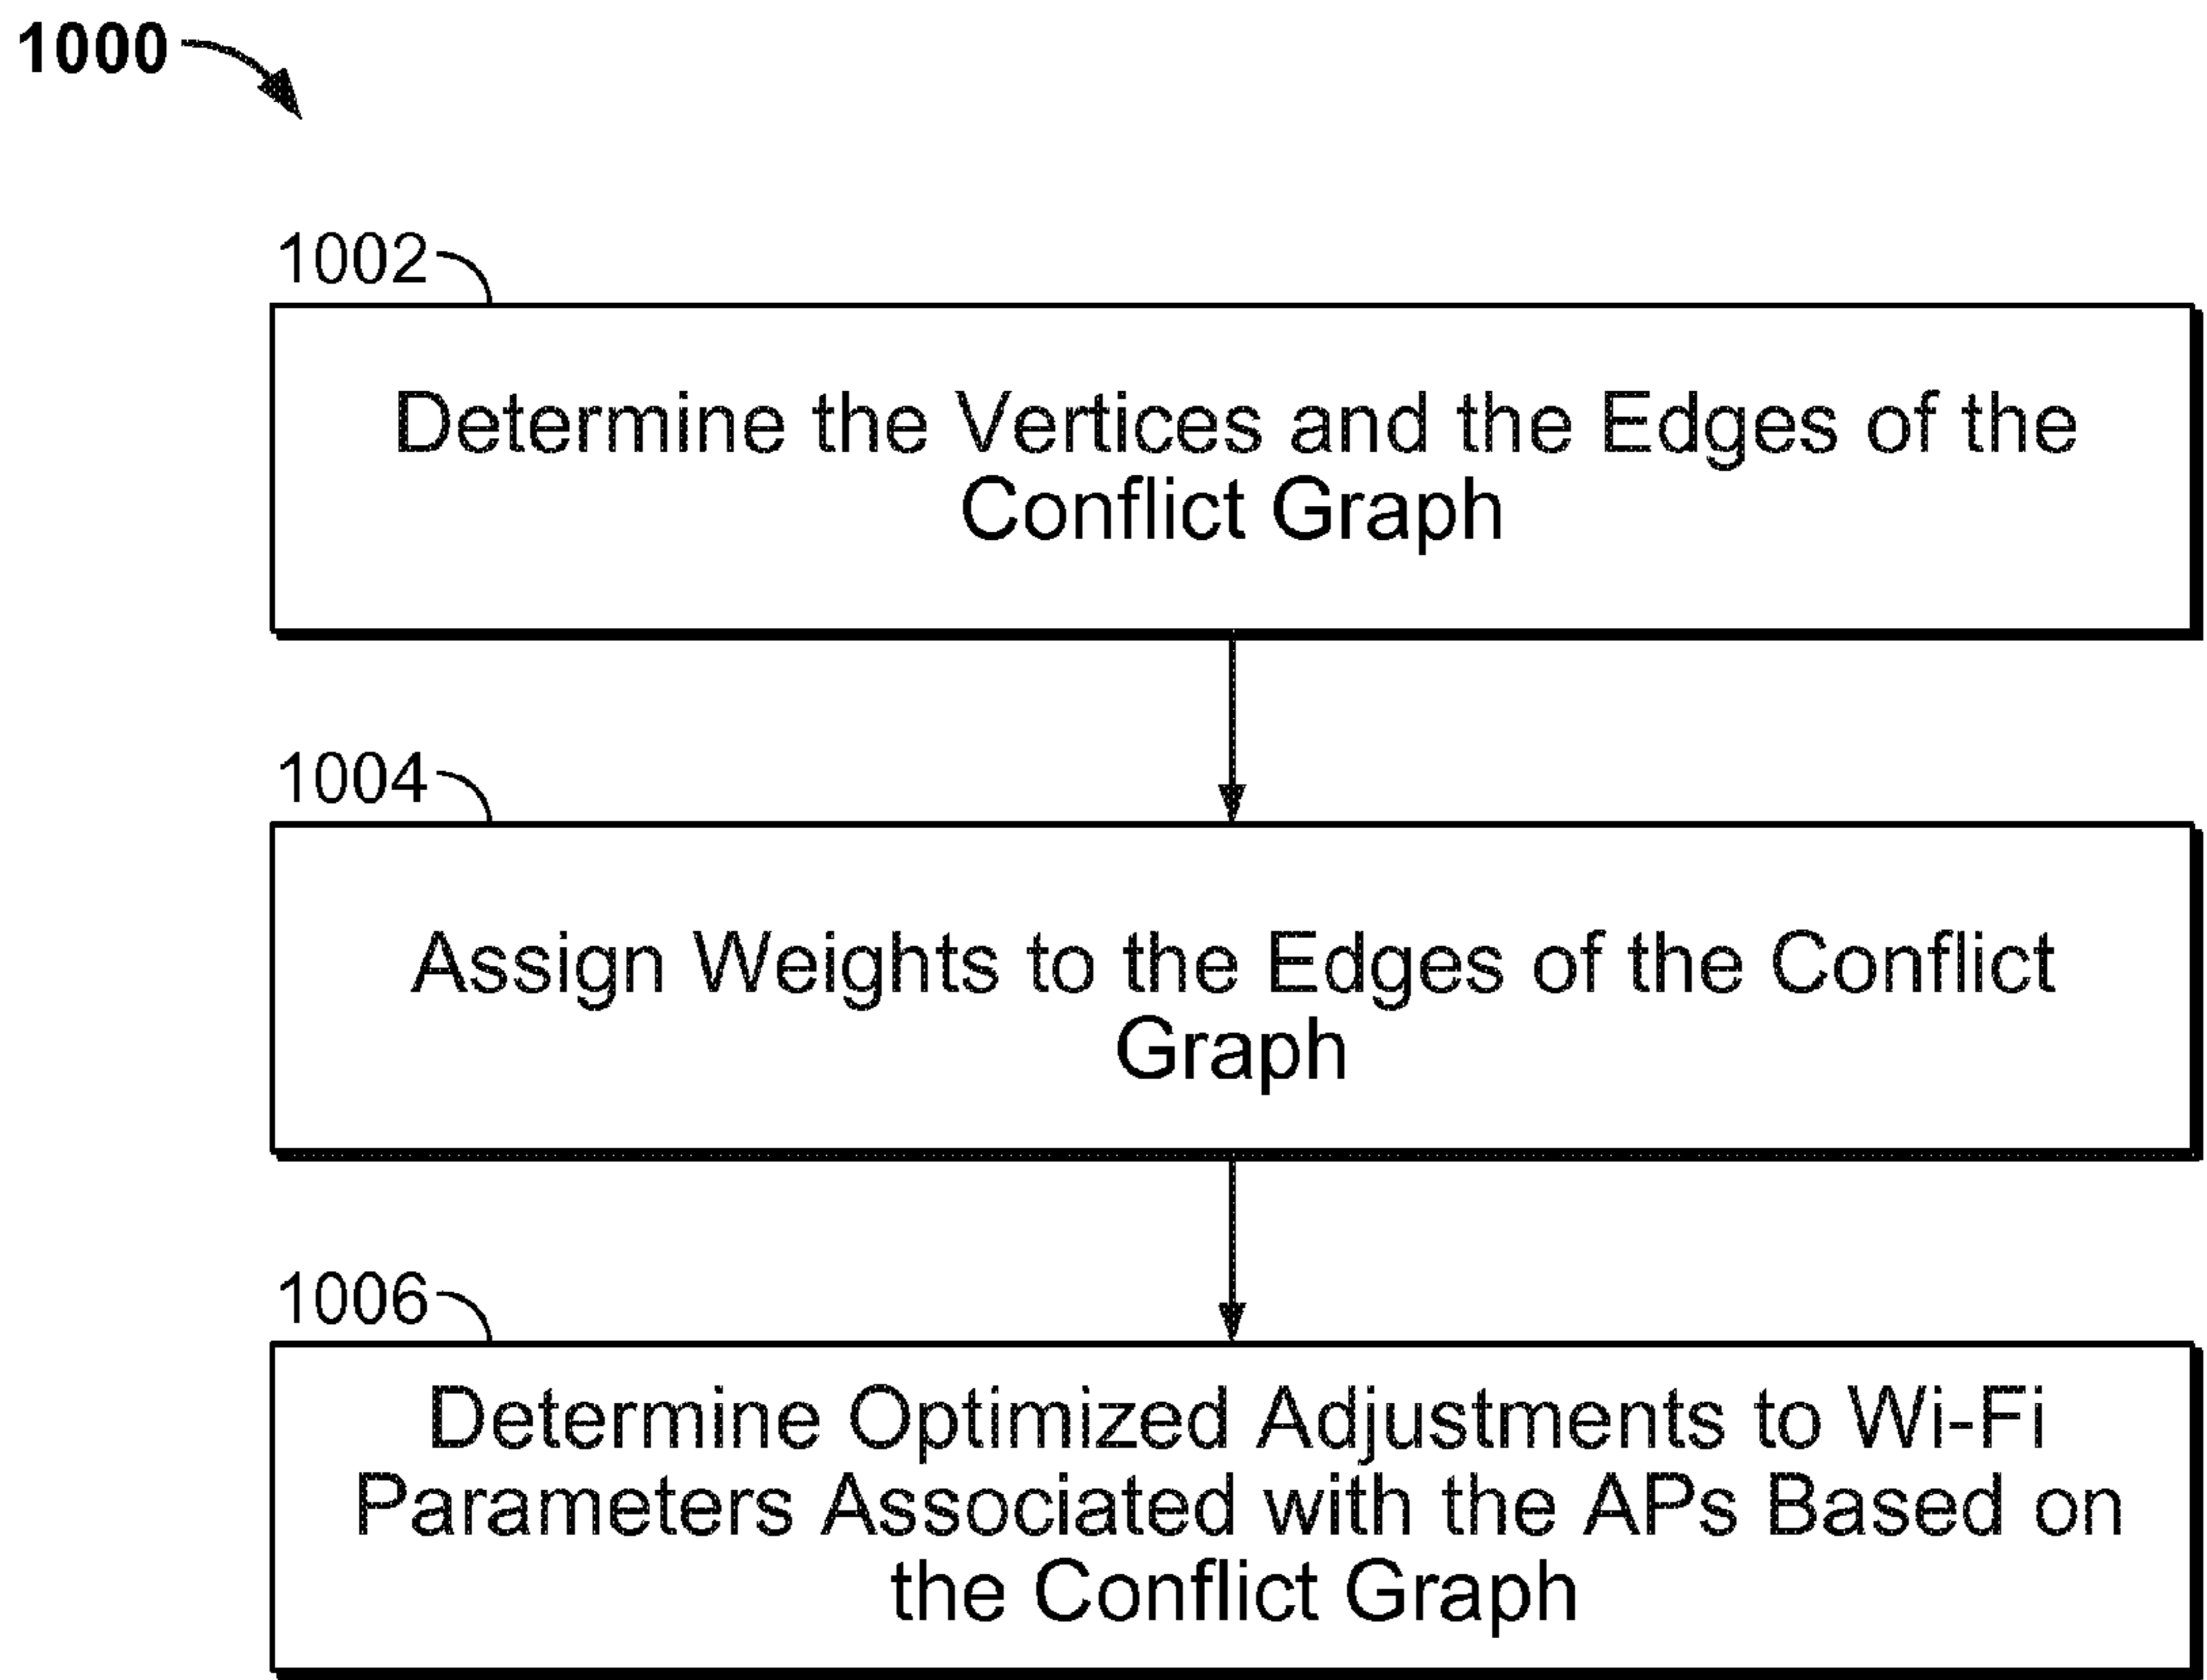 1000
1002
Determine the Vertices and the Edges of the
Conflict Graph
1004
Assign Weights to the Edges of the Conflict
Graph
1006
Determine Optimized Adjustments to Wi-Fi
Parameters Associated with the APs Based on
the Conflict Graph